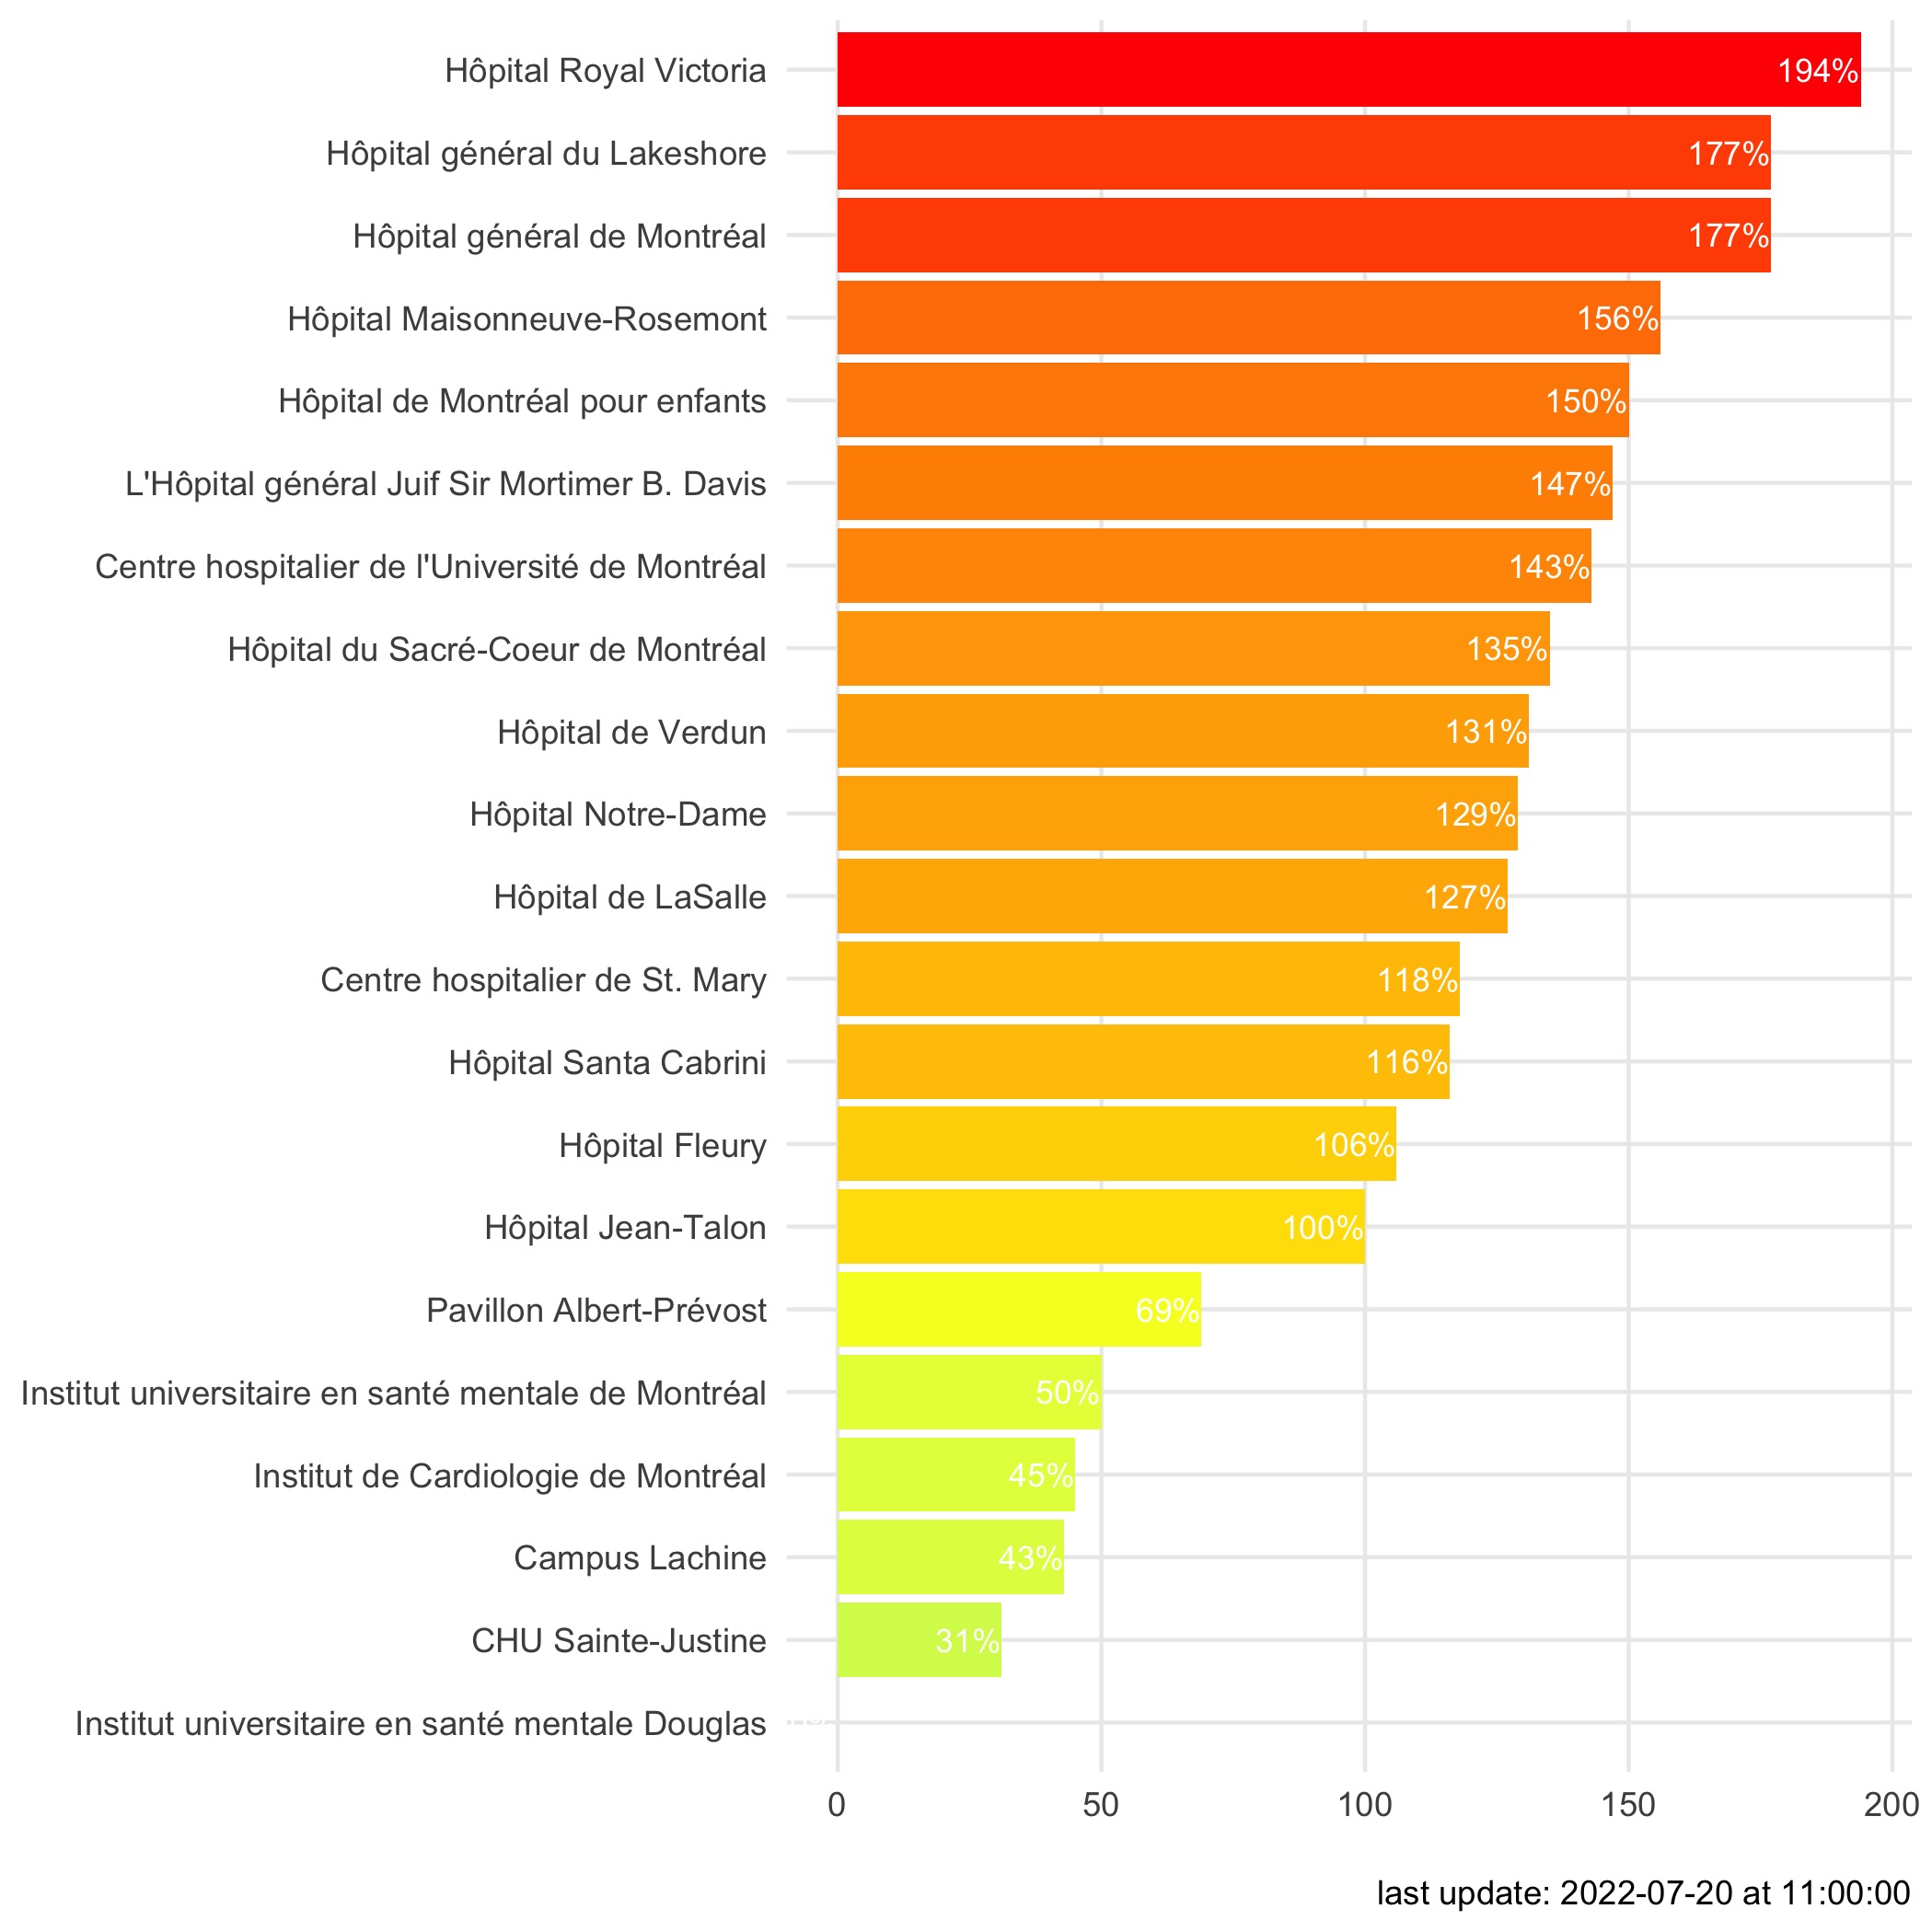 Hôpital Royal Victoria 194%
Hôpital général du Lakeshore 177%
Hôpital général de Montréal 177%
Hôpital Maisonneuve-Rosemont 156%
Hôpital de Montréal pour enfants 150%
L'Hôpital général Juif Sir Mortimer B. Davis 147%
Centre hospitalier de l'Université de Montréal 143%
Hôpital du Sacré-Coeur de Montréal 135%
Hôpital de Verdun 131%
Hôpital Notre-Dame 129%
Hôpital de LaSalle 127%
Centre hospitalier de St. Mary 118%
Hôpital Santa Cabrini 116%
Hôpital Fleury 106%
Hôpital Jean-Talon 100%
Pavillon Albert-Prévost 69%
Institut universitaire en santé mentale de Montréal 50%
Institut de Cardiologie de Montréal 45%
Campus Lachine 43%
CHU Sainte-Justine 31%
Institut universitaire en santé mentale Douglas
0 50 100 150 200
last update: 2022-07-20 at 11:00:00